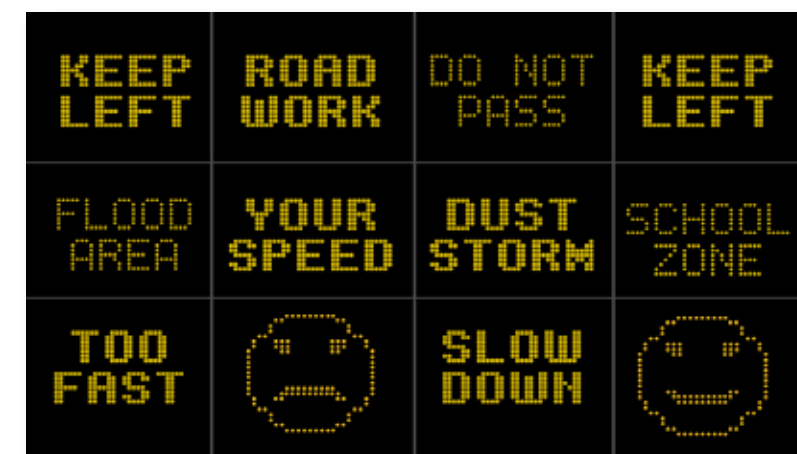 KEEP
LEFT
ROAD
WORK
DO NOT
PASS
KEEP
LEFT
FLOOD
AREA
YOUR
SPEED
DUST
STORM
SCHOOL
ZONE
TOO
FAST
SLOW
DOWN